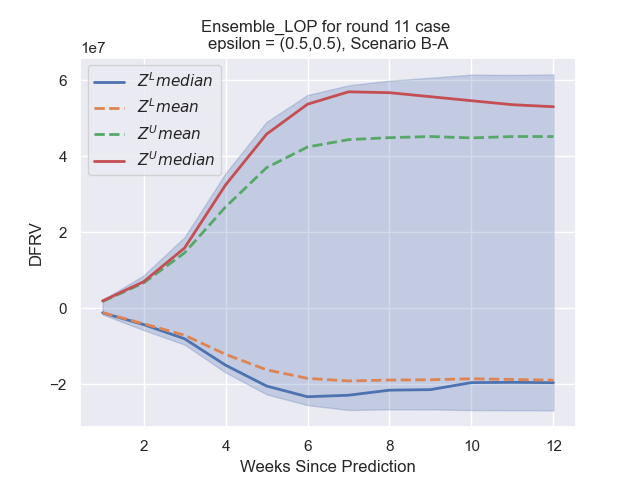 Ensemble_LOP for round 11 case
epsilon = (0.5,0.5), Scenario B-A
1e7
Z^L median
Z^L mean
Z^U mean
Z^U median
6
4
2
0
−2
DFRV
2 4 6 8 10 12
Weeks Since Prediction